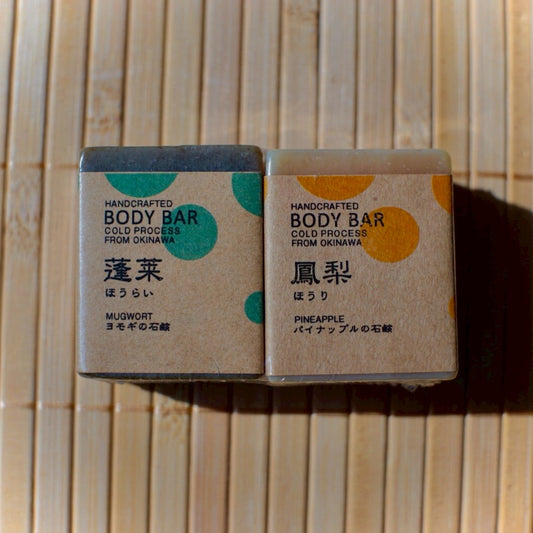 HANDCRAFTED
BODY BAR
COLD PROCESS
FROM OKINAWA
蓬莱
ほうらい
MUGWORT
ヨモギの石鹸
HANDCRAFTED
BODY BAR
COLD PROCESS
FROM OKINAWA
鳳梨
ほうり
PINEAPPLE
パイナップルの石鹸